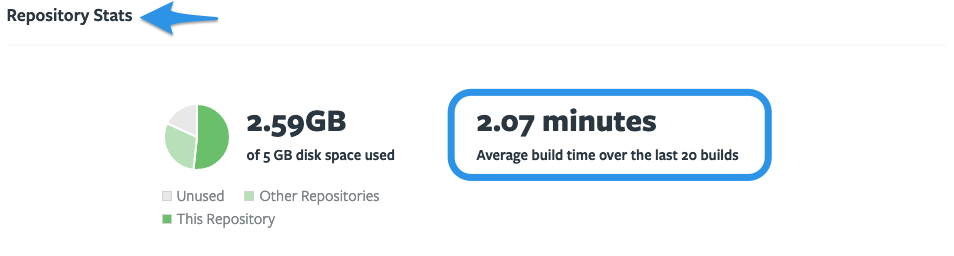 Repository Stats
2.59GB
of 5 GB disk space used
2.07 minutes
Average build time over the last 20 builds
Unused
Other Repositories
This Repository